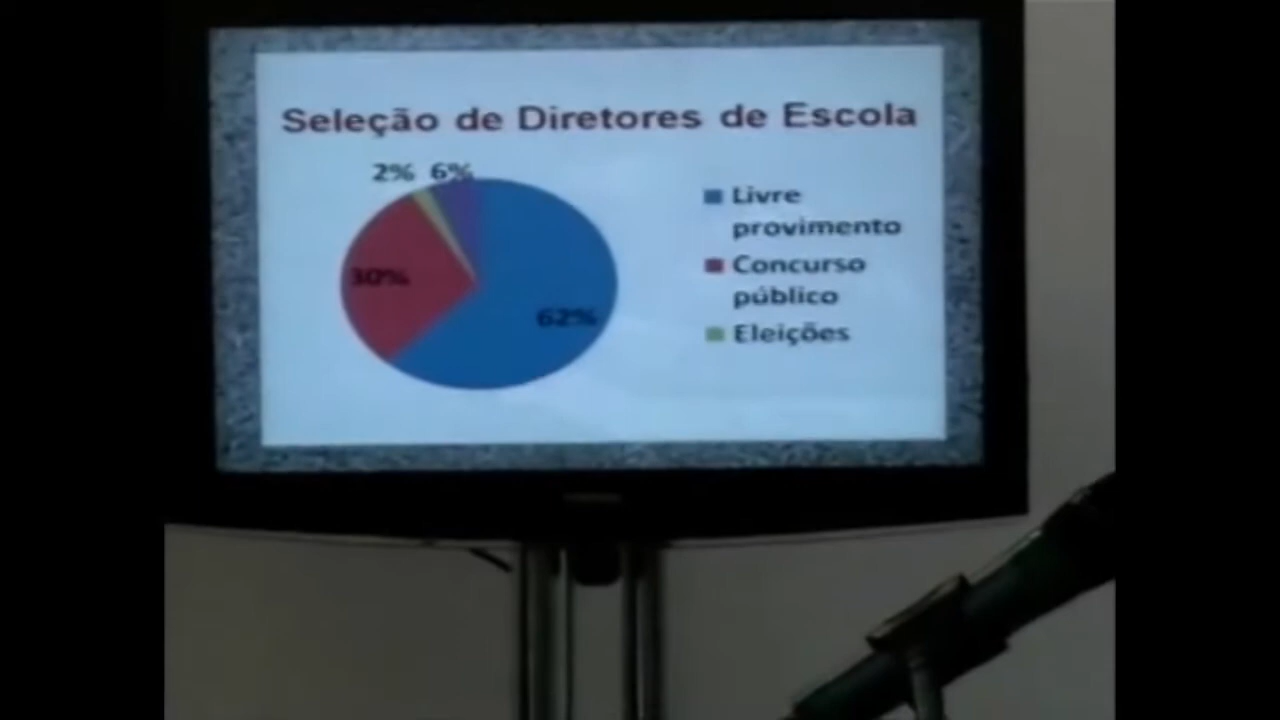 Seleção de Diretores de Escola
2% 6%
30%
62%
Livre
provimento
Concurso
público
Eleições